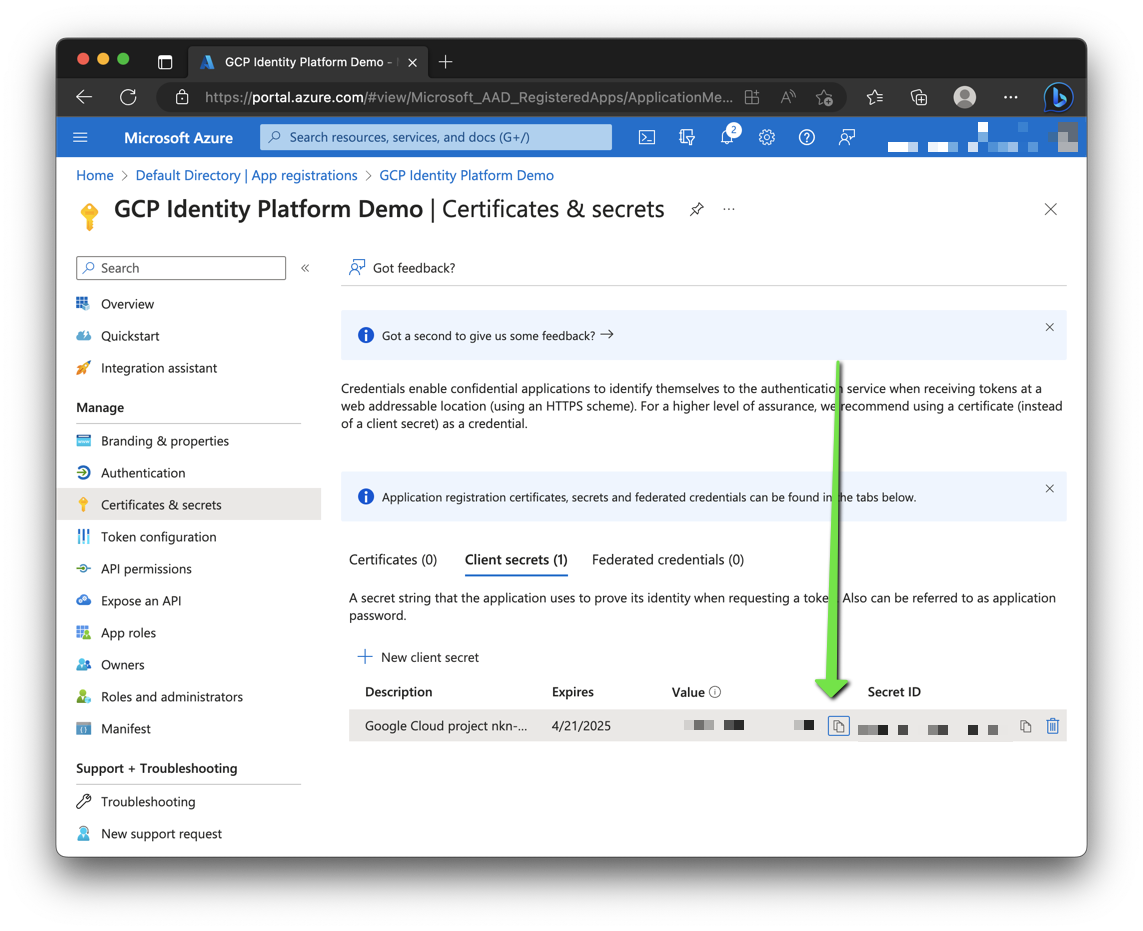 GCP Identity Platform Demo -
https://portal.azure.com/#view/Microsoft_AAD_RegisteredApps/ApplicationMe...
Microsoft Azure
Search resources, services, and docs (G+/)
2
Home > Default Directory | App registrations > GCP Identity Platform Demo
GCP Identity Platform Demo | Certificates & secrets
Search
Got feedback?
Overview
Quickstart
Integration assistant
Manage
Branding & properties
Authentication
Certificates & secrets
Token configuration
API permissions
Expose an API
App roles
Owners
Roles and administrators
Manifest
Support + Troubleshooting
Troubleshooting
New support request
Got a second to give us some feedback?
Credentials enable confidential applications to identify themselves to the authentication service when receiving tokens at a
web addressable location (using an HTTPS scheme). For a higher level of assurance, we recommend using a certificate (instead
of a client secret) as a credential.
Application registration certificates, secrets and federated credentials can be found in the tabs below.
Certificates (0) Client secrets (1) Federated credentials (0)
A secret string that the application uses to prove its identity when requesting a token. Also can be referred to as application
password.
New client secret
Description Expires Value Secret ID
Google Cloud project nkn-... 4/21/2025